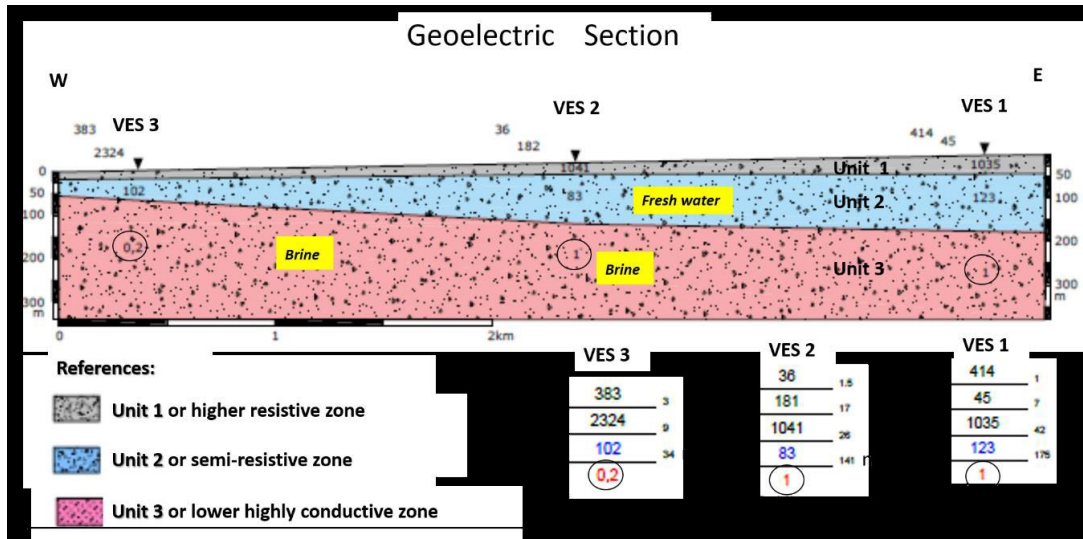 Geoelectric Section
W
E
VES 3
VES 2
VES 1
383
2324
36
182
414
45
1041
1035
Unit 1
102
83
Fresh water
Unit 2
123
0,2
Brine
1
Brine
Unit 3
1
0
50
100
200
300
m
50
100
200
300
m
0
1
2km
References:
Unit 1 or higher resistive zone
Unit 2 or semi-resistive zone
Unit 3 or lower highly conductive zone
VES 3
383 3
2324 9
102 34
0,2
VES 2
36 1.5
181 17
1041 26
83 141
1
VES 1
414 1
45 7
1035 42
123 175
1